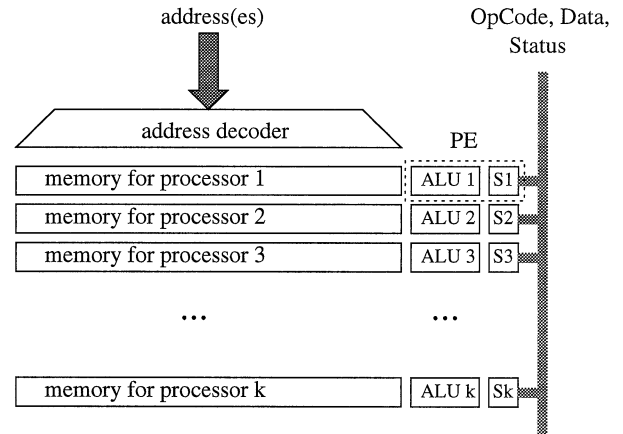 address(es)
OpCode, Data,
Status
address decoder
PE
memory for processor 1 ALU 1 S1
memory for processor 2 ALU 2 S2
memory for processor 3 ALU 3 S3
... ...
memory for processor k ALU k Sk